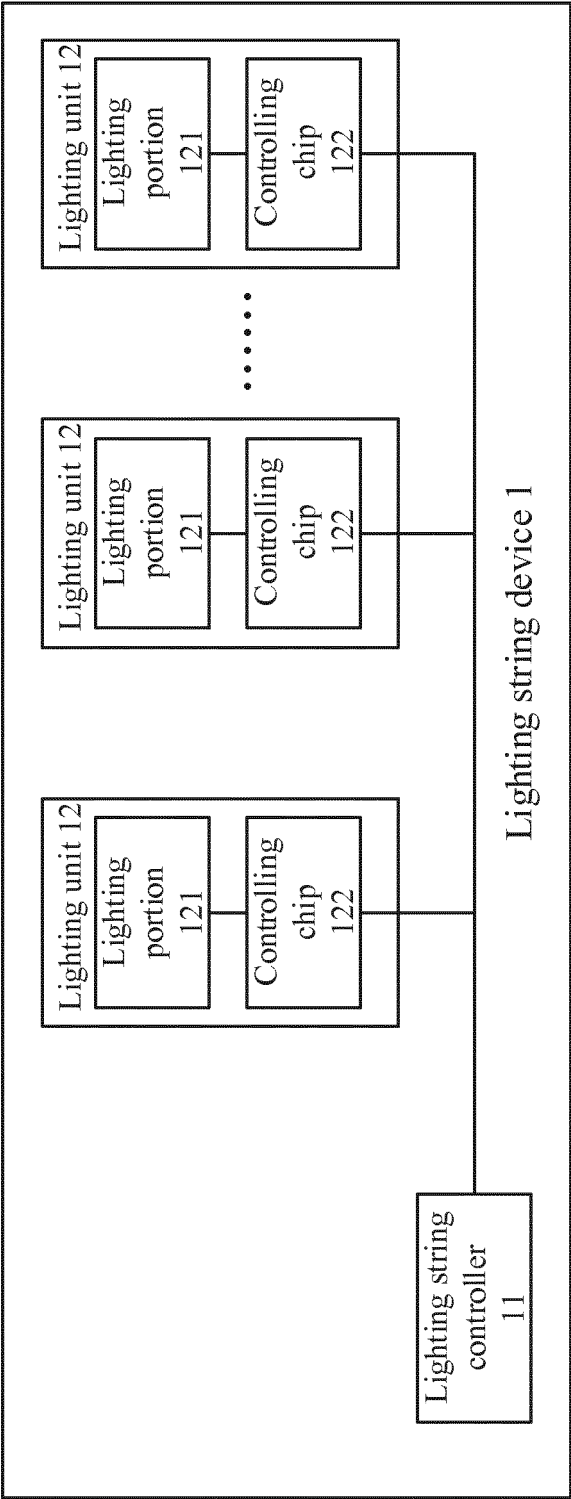 Lighting unit 12
Lighting
portion
121
Controlling
chip
122
Lighting unit 12
Lighting
portion
121
Controlling
chip
122
Lighting unit 12
Lighting
portion
121
Controlling
chip
122
Lighting string
controller
11
Lighting string device 1